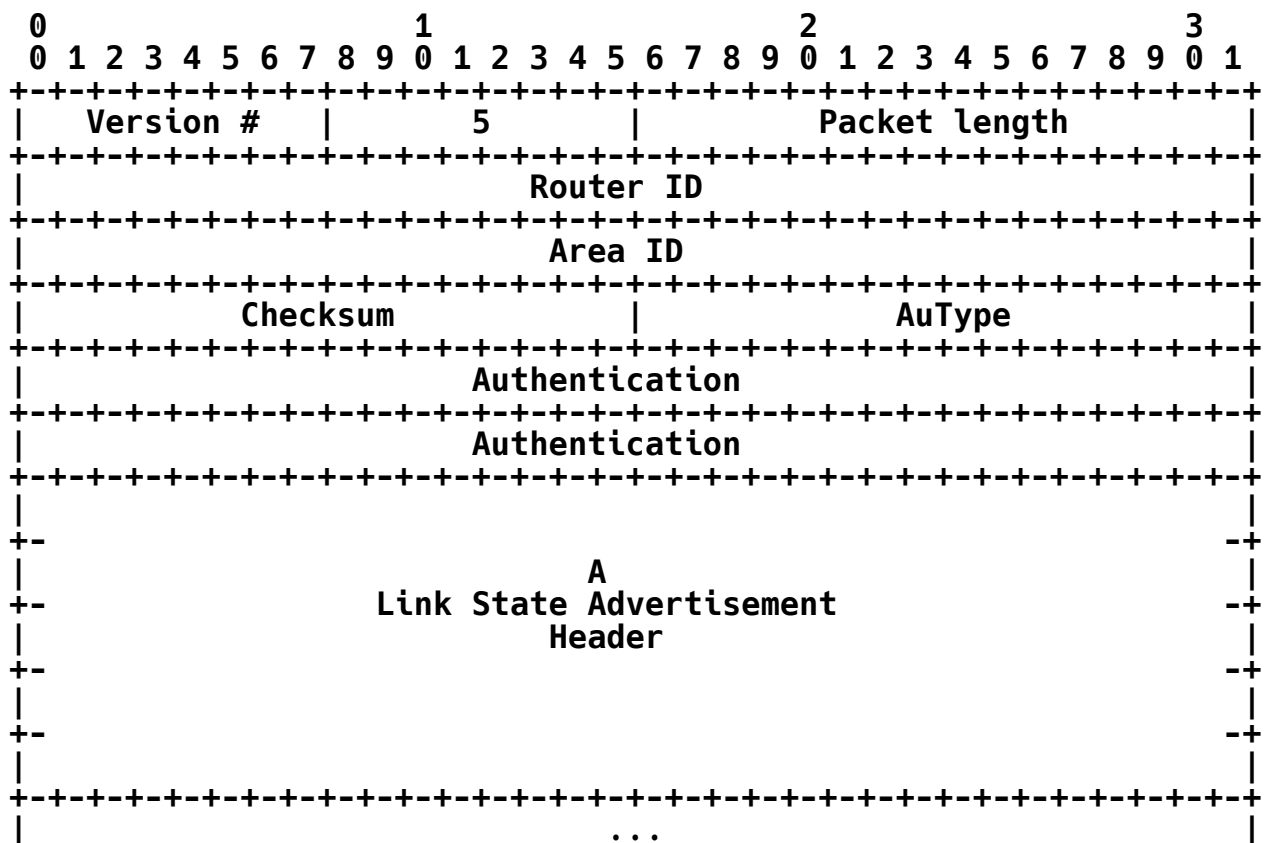 0                   1                   2                   3
 0 1 2 3 4 5 6 7 8 9 0 1 2 3 4 5 6 7 8 9 0 1 2 3 4 5 6 7 8 9 0 1
+-+-+-+-+-+-+-+-+-+-+-+-+-+-+-+-+-+-+-+-+-+-+-+-+-+-+-+-+-+-+-+-+
|   Version #   |       5       |         Packet length         |
+-+-+-+-+-+-+-+-+-+-+-+-+-+-+-+-+-+-+-+-+-+-+-+-+-+-+-+-+-+-+-+-+
|                          Router ID                            |
+-+-+-+-+-+-+-+-+-+-+-+-+-+-+-+-+-+-+-+-+-+-+-+-+-+-+-+-+-+-+-+-+
|                           Area ID                             |
+-+-+-+-+-+-+-+-+-+-+-+-+-+-+-+-+-+-+-+-+-+-+-+-+-+-+-+-+-+-+-+-+
|           Checksum            |             AuType            |
+-+-+-+-+-+-+-+-+-+-+-+-+-+-+-+-+-+-+-+-+-+-+-+-+-+-+-+-+-+-+-+-+
|                       Authentication                          |
+-+-+-+-+-+-+-+-+-+-+-+-+-+-+-+-+-+-+-+-+-+-+-+-+-+-+-+-+-+-+-+-+
|                       Authentication                          |
+-+-+-+-+-+-+-+-+-+-+-+-+-+-+-+-+-+-+-+-+-+-+-+-+-+-+-+-+-+-+-+-+
|                                                               |
+-                                                             -+
|                             A                                 |
+-                 Link State Advertisement                    -+
|                           Header                              |
+-                                                             -+
|                                                               |
+-                                                             -+
|                                                               |
+-+-+-+-+-+-+-+-+-+-+-+-+-+-+-+-+-+-+-+-+-+-+-+-+-+-+-+-+-+-+-+-+
|                              ...                              |